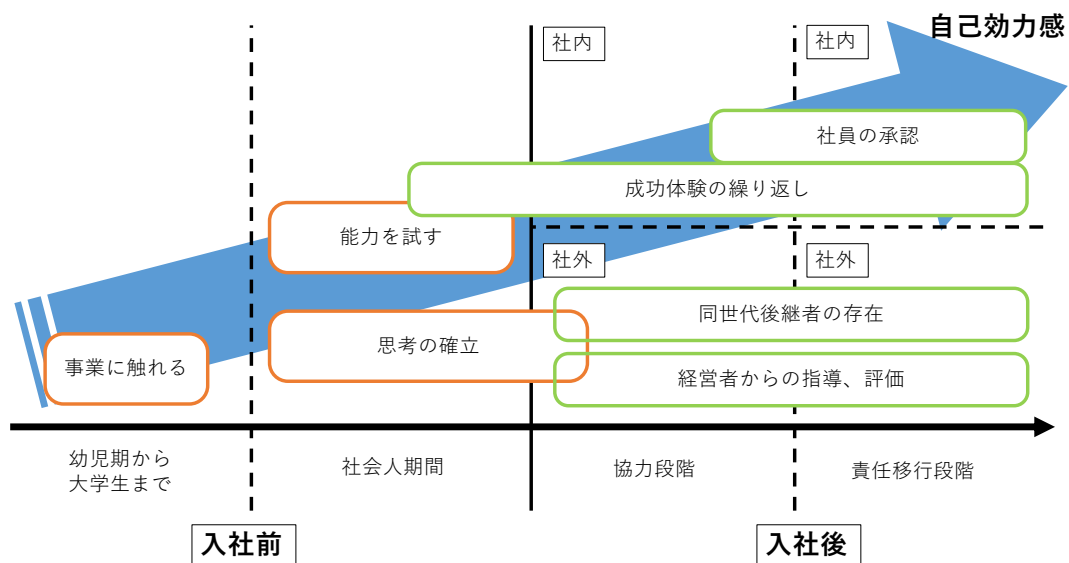 自己効力感
社内
社内
社員の承認
成功体験の繰り返し
能力を試す
社外
社外
同世代後継者の存在
思考の確立
事業に触れる
経営者からの指導、評価
幼児期から
大学生まで
社会人期間
協力段階
責任移行段階
入社前
入社後